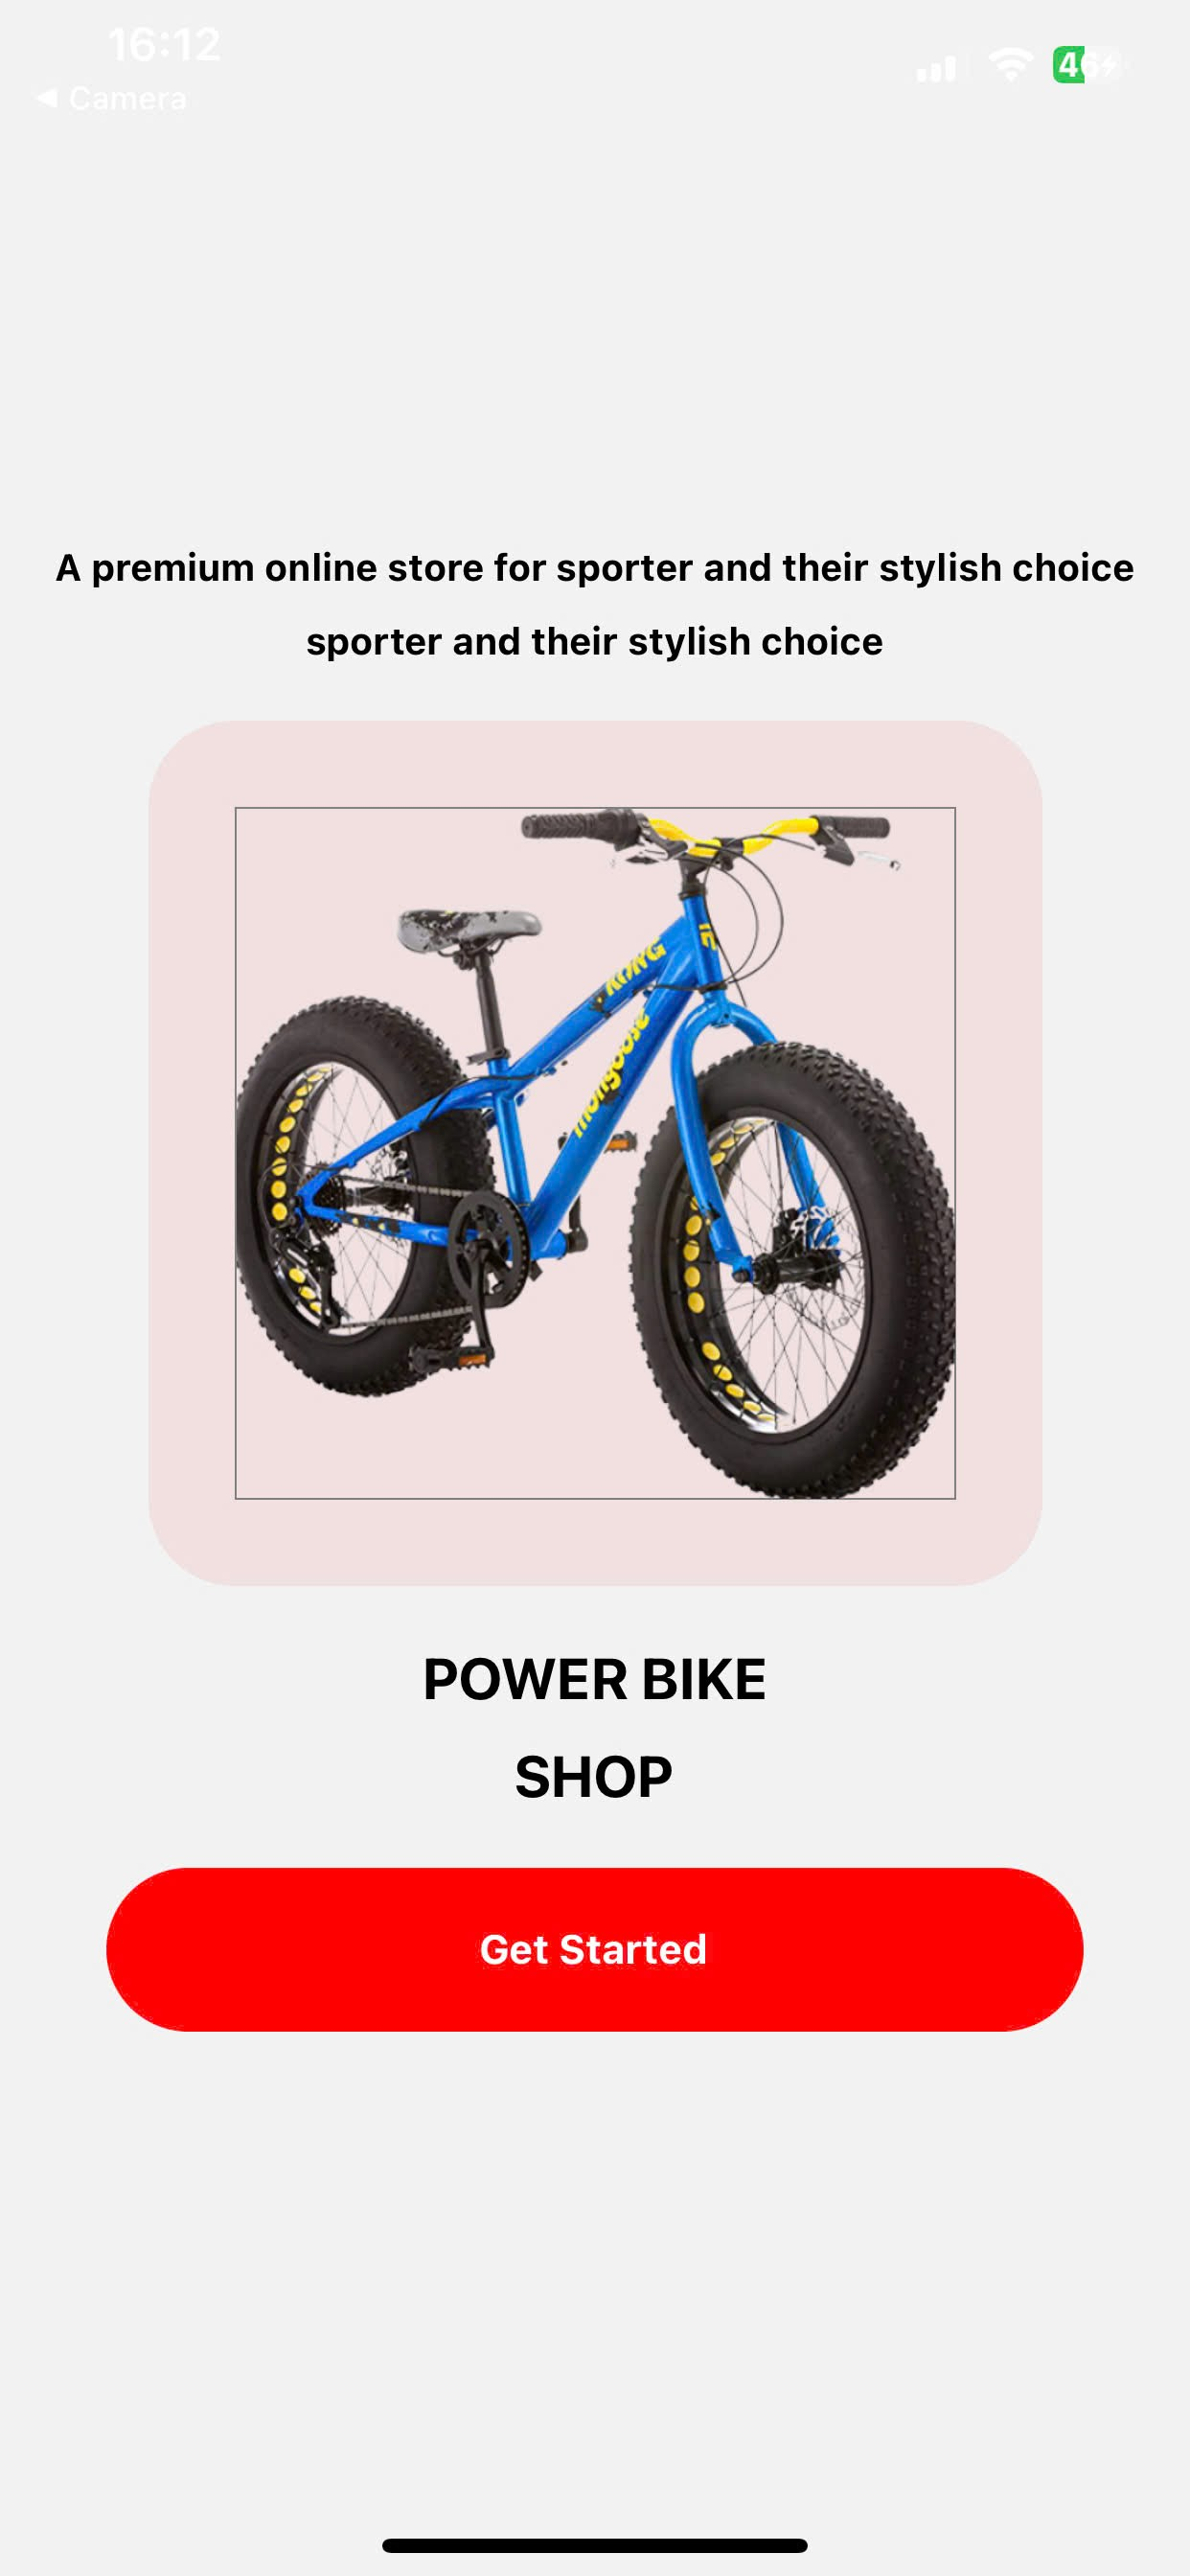 16:12
46
◀ Camera
A premium online store for sporter and their stylish choice
sporter and their stylish choice
KONG
mongoose
POWER BIKE
SHOP
Get Started